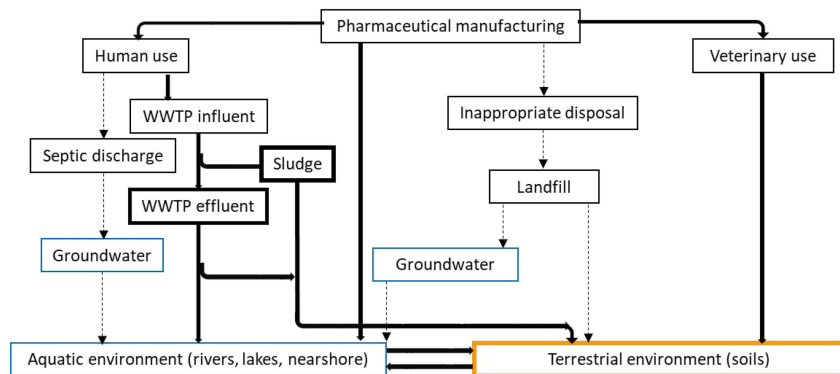 Pharmaceutical manufacturing
Human use
Veterinary use
WWTP influent
Inappropriate disposal
Septic discharge
Sludge
Landfill
WWTP effluent
Groundwater
Groundwater
Aquatic environment (rivers, lakes, nearshore)
Terrestrial environment (soils)